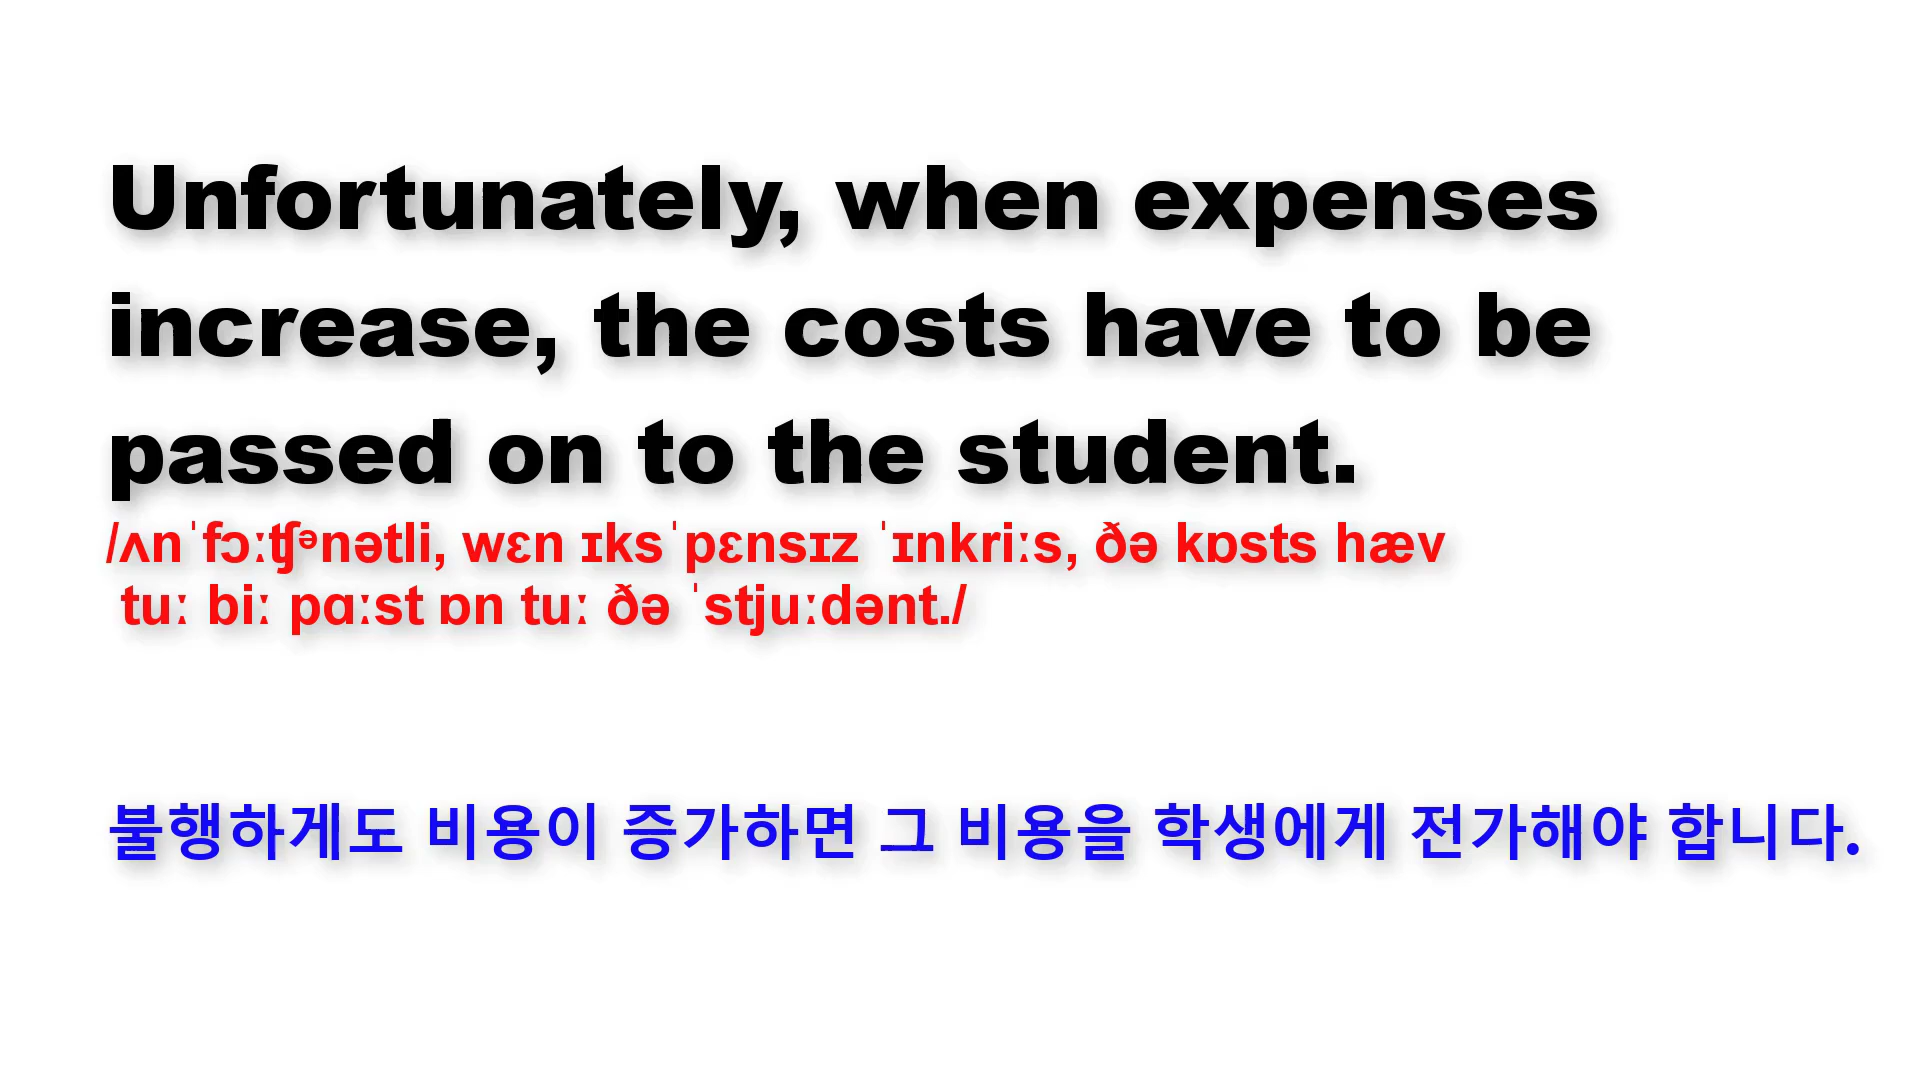 Unfortunately, when expenses
increase, the costs have to be
passed on to the student.
/ʌnˈfɔːʧᵊnətli, wɛn ɪksˈpɛnsɪz ˈɪnkriːs, ðə kɒsts hæv
tuː biː pɑːst ɒn tuː ðə ˈstjuːdənt./
불행하게도 비용이 증가하면 그 비용을 학생에게 전가해야 합니다.